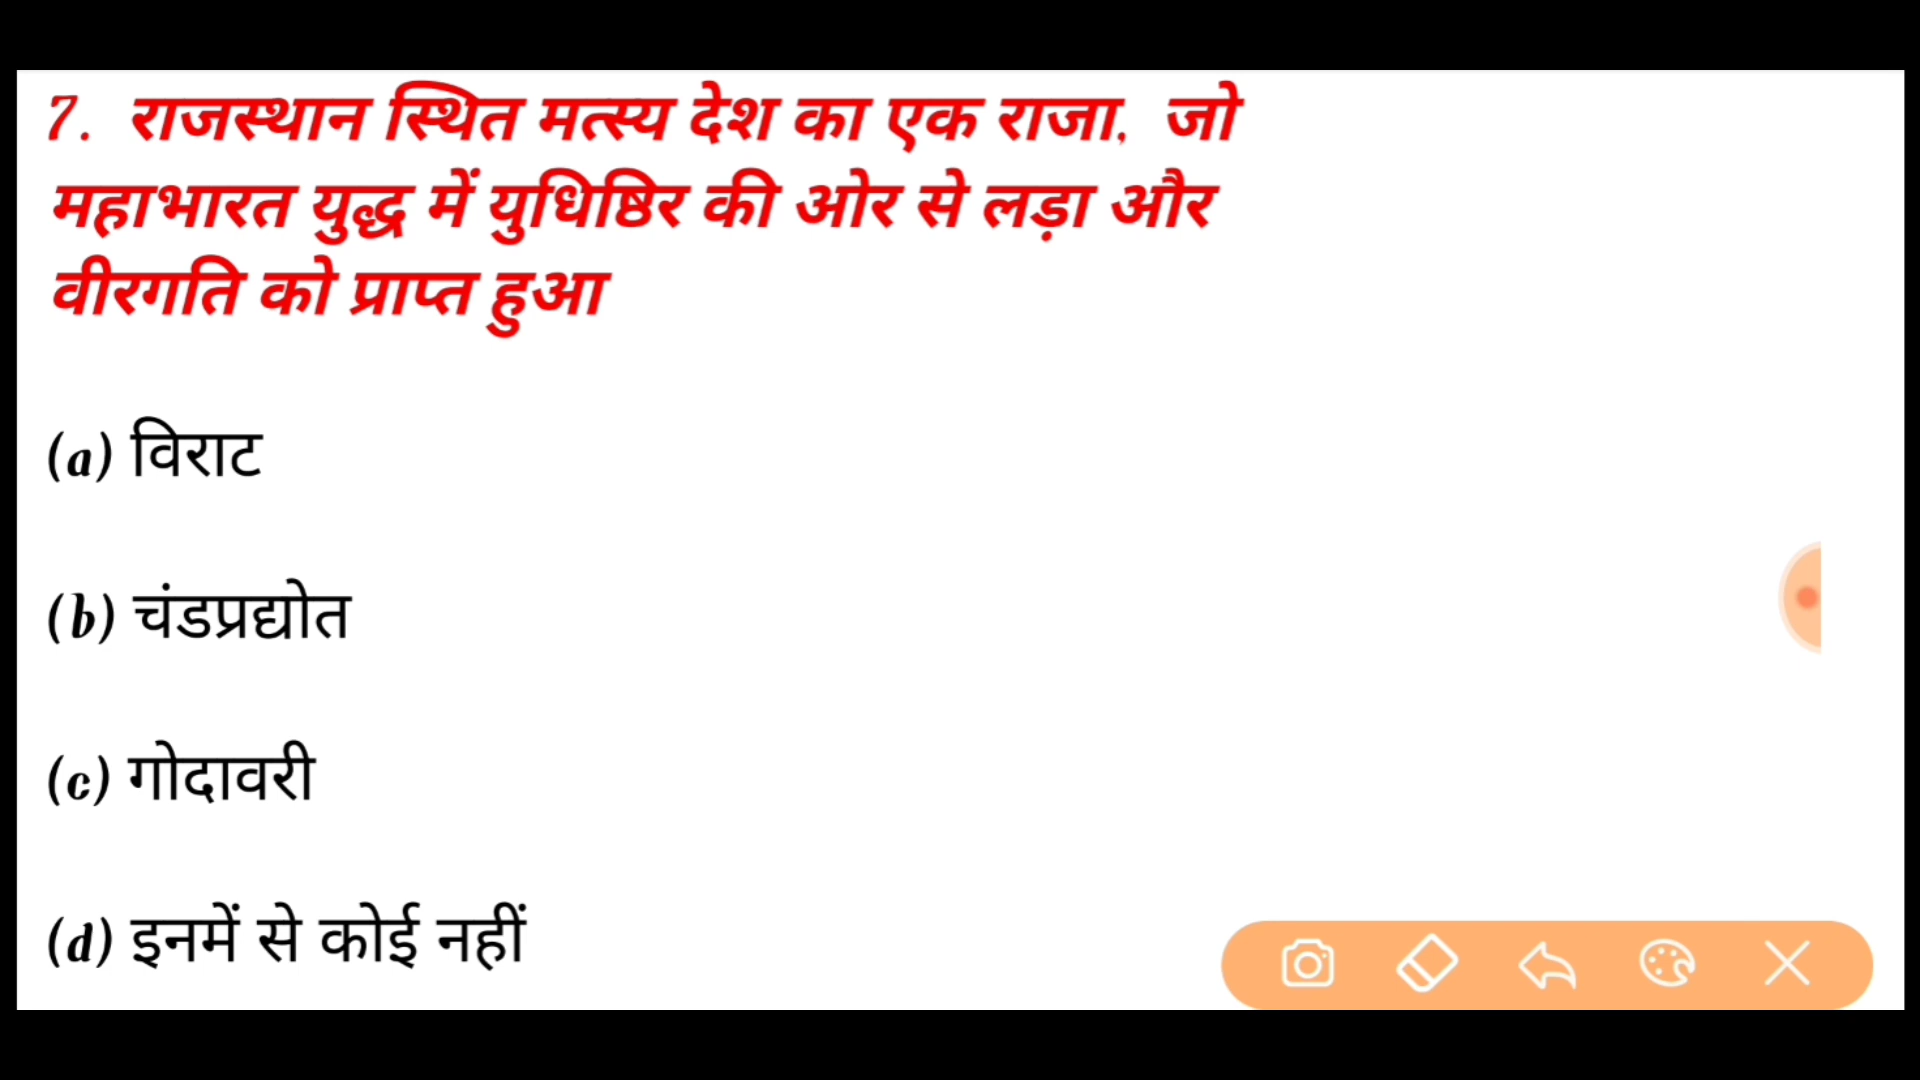 7. राजस्थान स्थित मत्स्य देश का एक राजा, जो
महाभारत युद्ध में युधिष्ठिर की ओर से लड़ा और
वीरगति को प्राप्त हुआ
(a) विराट
(b) चंडप्रद्योत
(c) गोदावरी
(d) इनमें से कोई नहीं